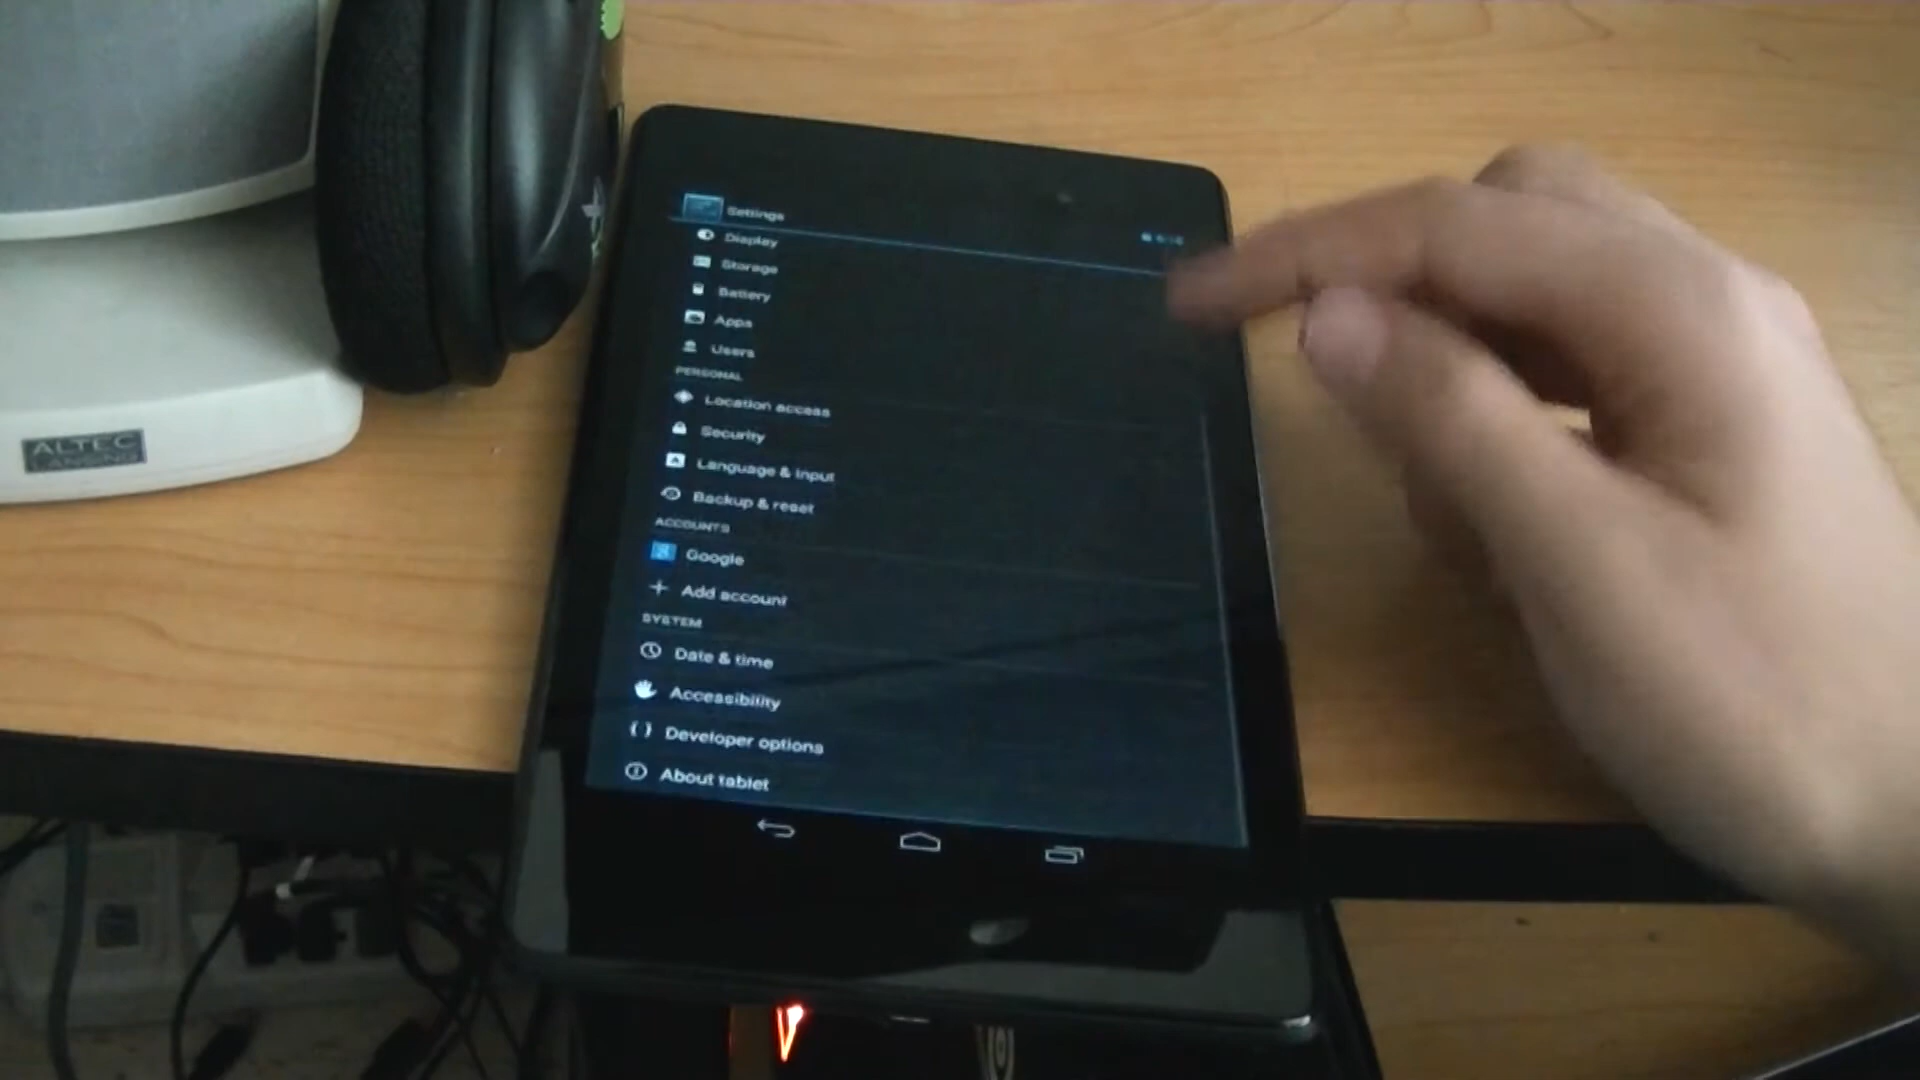 Settings
Display
Storage
Battery
Apps
Users
PERSONAL
Location access
Security
Language & input
Backup & reset
ACCOUNTS
Google
Add account
SYSTEM
Date & time
Accessibility
Developer options
About tablet
ALTEC
LANSING